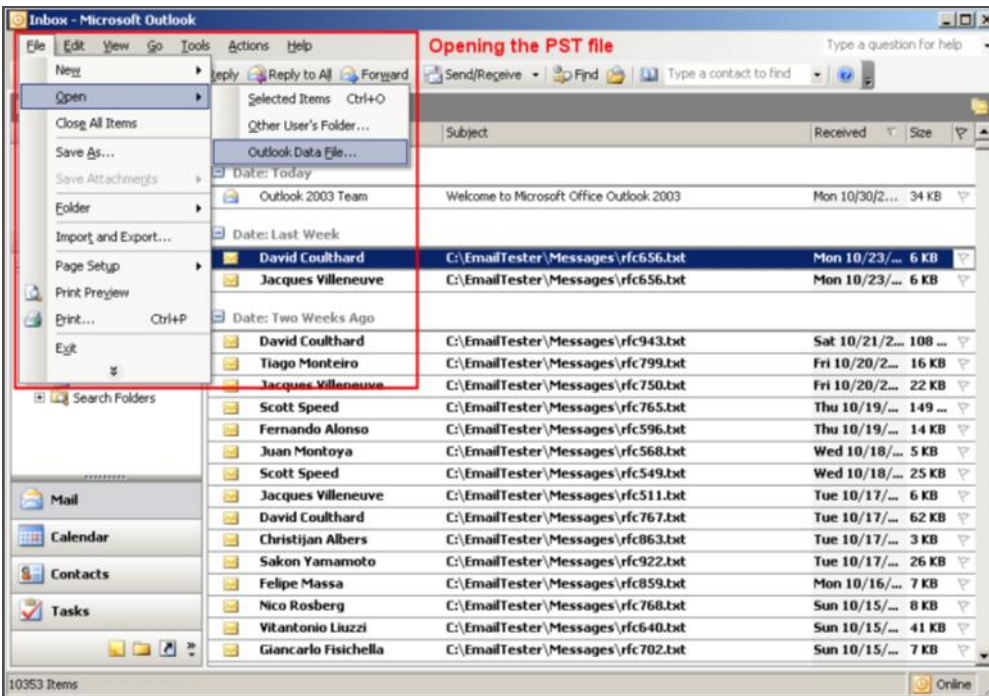 Inbox - Microsoft Outlook
File Edit View Go Tools Actions Help Opening the PST file Type a question for help
Reply to All Forward Send/Receive Find Type a contact to find
New
Open
Close All Items
Save As...
Save Attachments
Folder
Import and Export...
Page Setup
Print Preview
Print... Ctrl+P
Exit
Selected Items Ctrl+O
Other User's Folder...
Outlook Data File...
Subject Received Size
Date: Today
Outlook 2003 Team Welcome to Microsoft Office Outlook 2003 Mon 10/30/2... 34 KB
Date: Last Week
David Coulthard C:\EmailTester\Messages\rfc656.txt Mon 10/23/... 6 KB
Jacques Villeneuve C:\EmailTester\Messages\rfc656.txt Mon 10/23/... 6 KB
Date: Two Weeks Ago
David Coulthard C:\EmailTester\Messages\rfc943.txt Sat 10/21/2... 108 ...
Tiago Monteiro C:\EmailTester\Messages\rfc799.txt Fri 10/20/2... 16 KB
Jacques Villeneuve C:\EmailTester\Messages\rfc750.txt Fri 10/20/2... 22 KB
Scott Speed C:\EmailTester\Messages\rfc765.txt Thu 10/19/... 149 ...
Fernando Alonso C:\EmailTester\Messages\rfc596.txt Thu 10/19/... 14 KB
Juan Montoya C:\EmailTester\Messages\rfc568.txt Wed 10/18/... 5 KB
Scott Speed C:\EmailTester\Messages\rfc549.txt Wed 10/18/... 25 KB
Jacques Villeneuve C:\EmailTester\Messages\rfc511.txt Tue 10/17/... 6 KB
David Coulthard C:\EmailTester\Messages\rfc767.txt Tue 10/17/... 62 KB
Christijan Albers C:\EmailTester\Messages\rfc863.txt Tue 10/17/... 3 KB
Sakon Yamamoto C:\EmailTester\Messages\rfc922.txt Tue 10/17/... 26 KB
Felipe Massa C:\EmailTester\Messages\rfc859.txt Mon 10/16/... 7 KB
Nico Rosberg C:\EmailTester\Messages\rfc768.txt Sun 10/15/... 8 KB
Vitantonio Liuzzi C:\EmailTester\Messages\rfc640.txt Sun 10/15/... 41 KB
Giancarlo Fisichella C:\EmailTester\Messages\rfc702.txt Sun 10/15/... 7 KB
Search Folders
Mail
Calendar
Contacts
Tasks
10353 Items Online